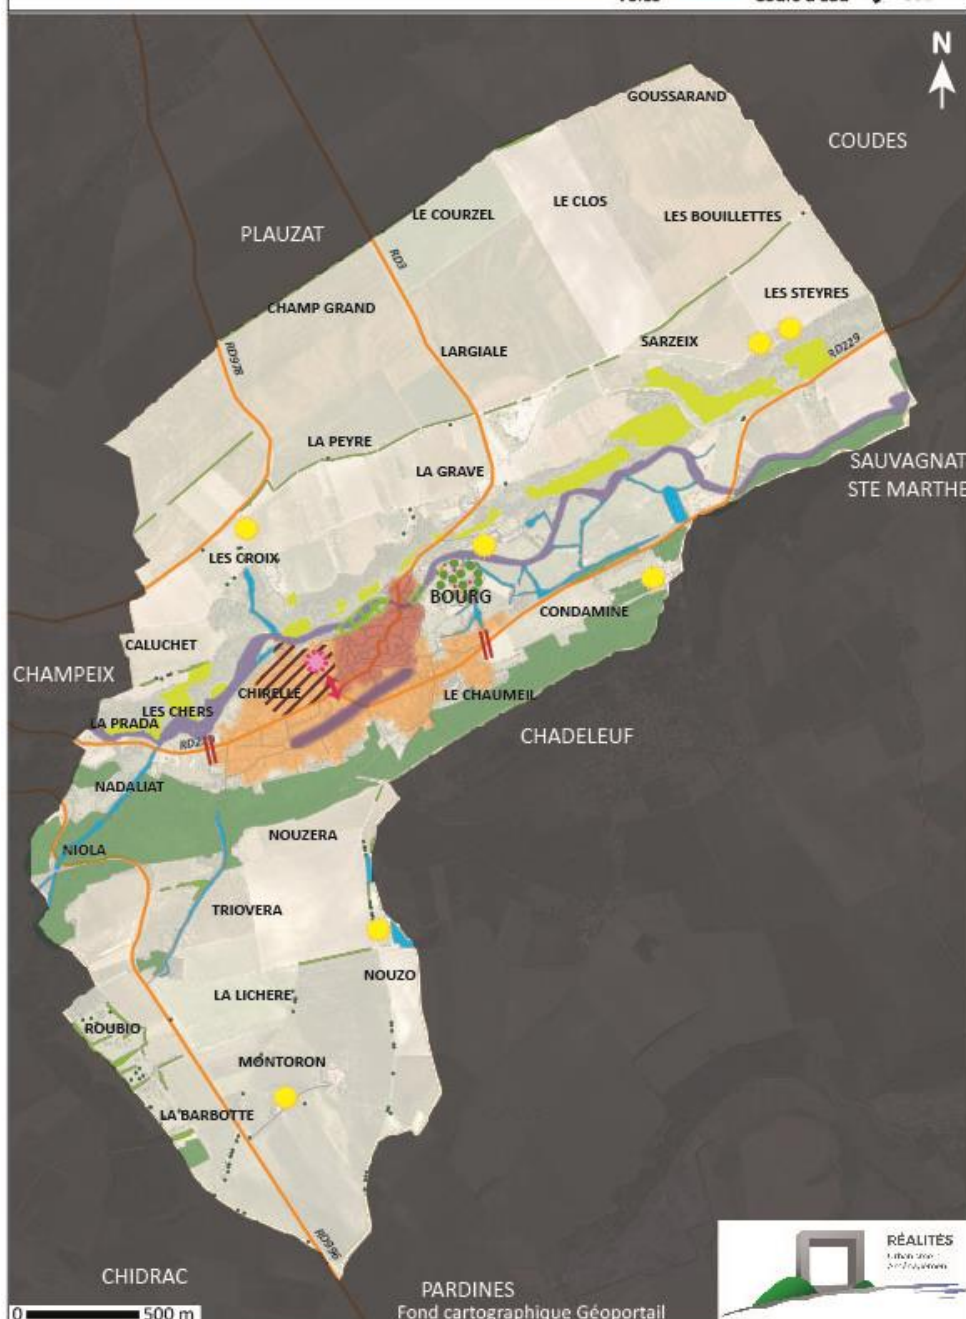 N
GOUSSARAND
COUDES
LE CLOS
LE COURZEL
LES BOUILLETTES
PLAUZAT
RD3
LES STEYRES
CHAMP GRAND
SARZEIX
LARGIALE
RD978
RD229
LA PEYRE
LA GRAVE
SAUVAGNAT
STE MARTHE
LES CROIX
BOURG
CONDAMINE
CALUCHET
CHAMPEIX
CHIRELLE
LE CHAUMEIL
LES CHERS
LA PRADA
CHADELEUF
NADALIAT
NOUZERA
NIOLA
TRIOVERA
NOUZO
LA LICHERE
ROUBIO
MONTORON
LA BARBOTTE
RD996
RÉALITÉS
CHIDRAC
PARDINES
0 500 m
Fond cartographique Géoportail